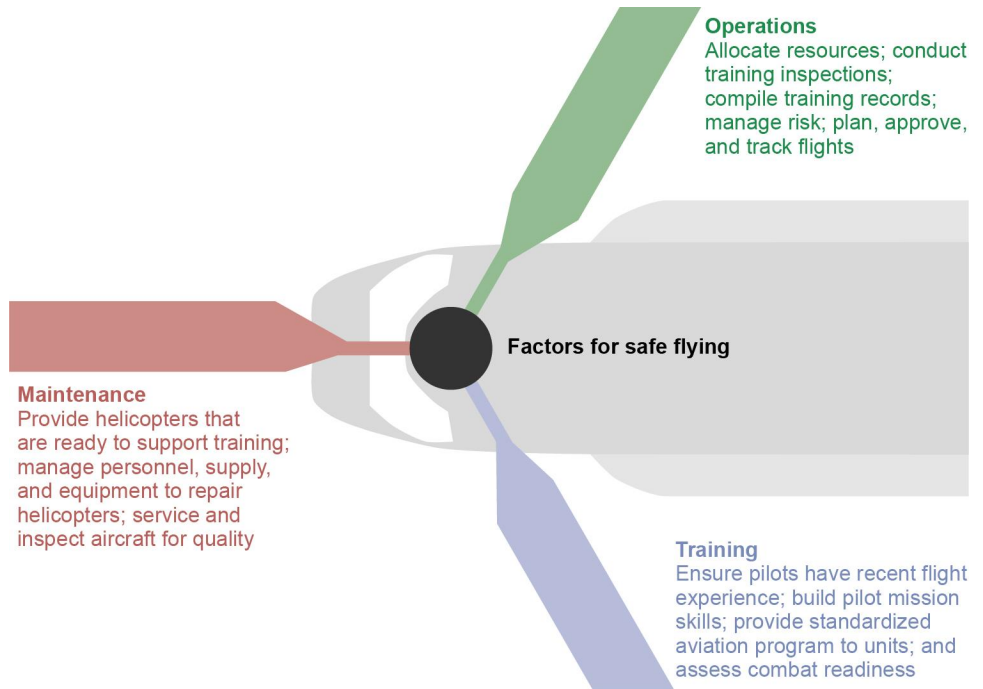 Operations
Allocate resources; conduct
training inspections;
compile training records;
manage risk; plan, approve,
and track flights
Factors for safe flying
Maintenance
Provide helicopters that
are ready to support training;
manage personnel, supply,
and equipment to repair
helicopters; service and
inspect aircraft for quality
Training
Ensure pilots have recent flight
experience; build pilot mission
skills; provide standardized
aviation program to units; and
assess combat readiness